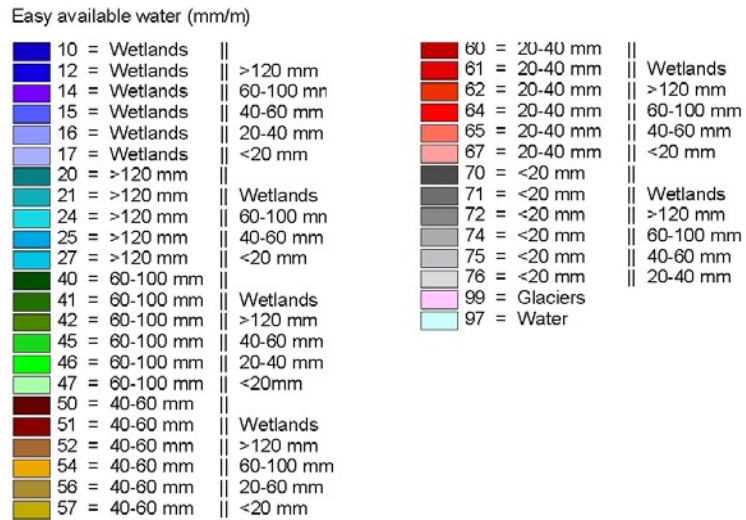 Easy available water (mm/m)
10 = Wetlands ||
12 = Wetlands || >120 mm
14 = Wetlands || 60-100 mn
15 = Wetlands || 40-60 mm
16 = Wetlands || 20-40 mm
17 = Wetlands || <20 mm
20 = >120 mm ||
21 = >120 mm || Wetlands
24 = >120 mm || 60-100 mn
25 = >120 mm || 40-60 mm
27 = >120 mm || <20 mm
40 = 60-100 mm ||
41 = 60-100 mm || Wetlands
42 = 60-100 mm || >120 mm
45 = 60-100 mm || 40-60 mm
46 = 60-100 mm || 20-40 mm
47 = 60-100 mm || <20mm
50 = 40-60 mm ||
51 = 40-60 mm || Wetlands
52 = 40-60 mm || >120 mm
54 = 40-60 mm || 60-100 mm
56 = 40-60 mm || 20-60 mm
57 = 40-60 mm || <20 mm
60 = 20-40 mm ||
61 = 20-40 mm || Wetlands
62 = 20-40 mm || >120 mm
64 = 20-40 mm || 60-100 mm
65 = 20-40 mm || 40-60 mm
67 = 20-40 mm || <20 mm
70 = <20 mm ||
71 = <20 mm || Wetlands
72 = <20 mm || >120 mm
74 = <20 mm || 60-100 mm
75 = <20 mm || 40-60 mm
76 = <20 mm || 20-40 mm
99 = Glaciers
97 = Water